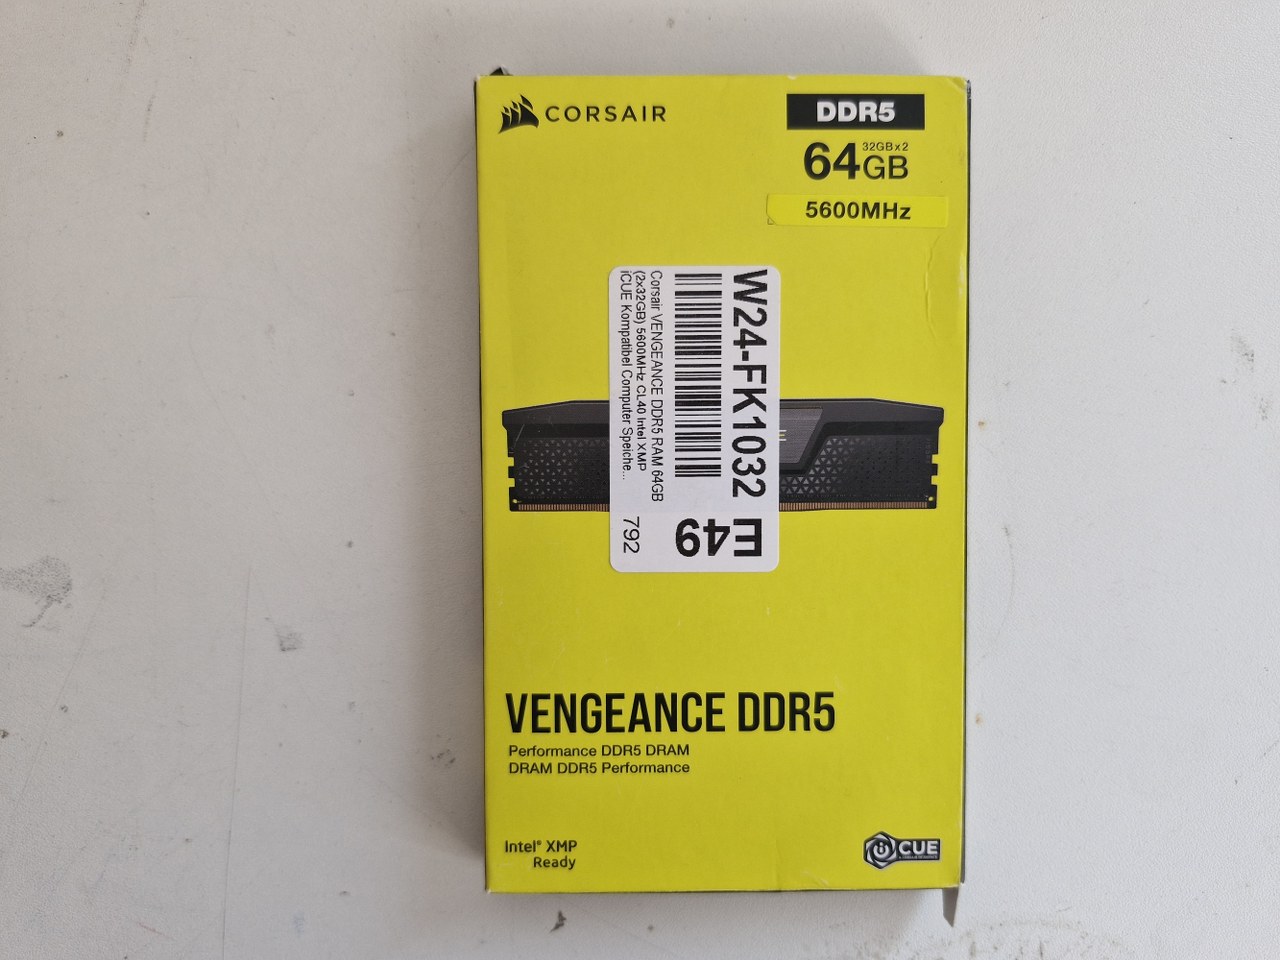 CORSAIR
DDR5
32GBx2
64GB
5600MHz
W24-FK1032
Corsair VENGEANCE DDR5 RAM 64GB
(2x32GB) 5600MHz CL40 Intel XMP
iCUE Kompatibel Computer Speiche...
E49
792
VENGEANCE DDR5
Performance DDR5 DRAM
DRAM DDR5 Performance
Intel® XMP
Ready
iCUE